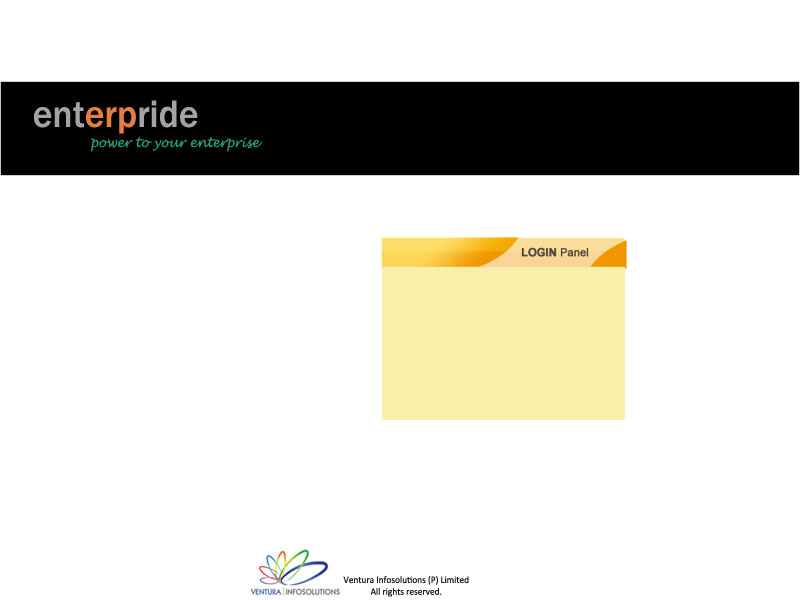 enterpride
power to your enterprise
LOGIN Panel
VENTURA | INFOSOLUTIONS
Ventura Infosolutions (P) Limited
All rights reserved.